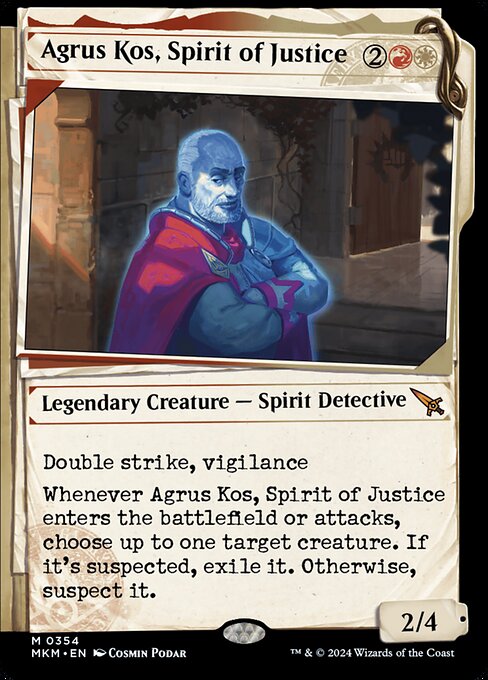 Agrus Kos, Spirit of Justice 2
Legendary Creature — Spirit Detective
Double strike, vigilance
Whenever Agrus Kos, Spirit of Justice
enters the battlefield or attacks,
choose up to one target creature. If
it's suspected, exile it. Otherwise,
suspect it.
2/4
M 0354
MKM • EN Cosmin Podar
™ & © 2024 Wizards of the Coast